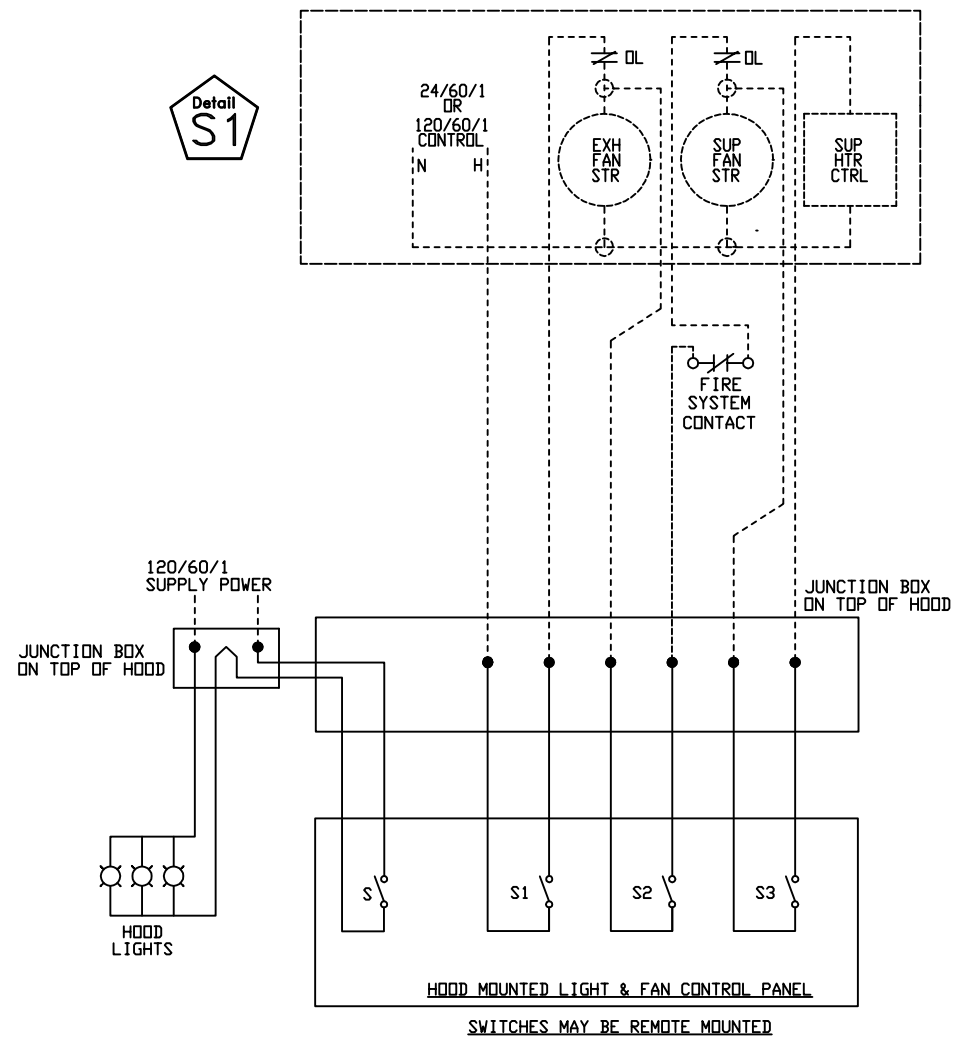 Detail
S1
24/60/1
OR
120/60/1
CONTROL
N
H
OL
OL
EXH
FAN
STR
SUP
FAN
STR
SUP
HTR
CTRL
FIRE
SYSTEM
CONTACT
120/60/1
SUPPLY POWER
JUNCTION BOX
ON TOP OF HOOD
JUNCTION BOX
ON TOP OF HOOD
S
S1
S2
S3
HOOD
LIGHTS
HOOD MOUNTED LIGHT & FAN CONTROL PANEL
SWITCHES MAY BE REMOTE MOUNTED